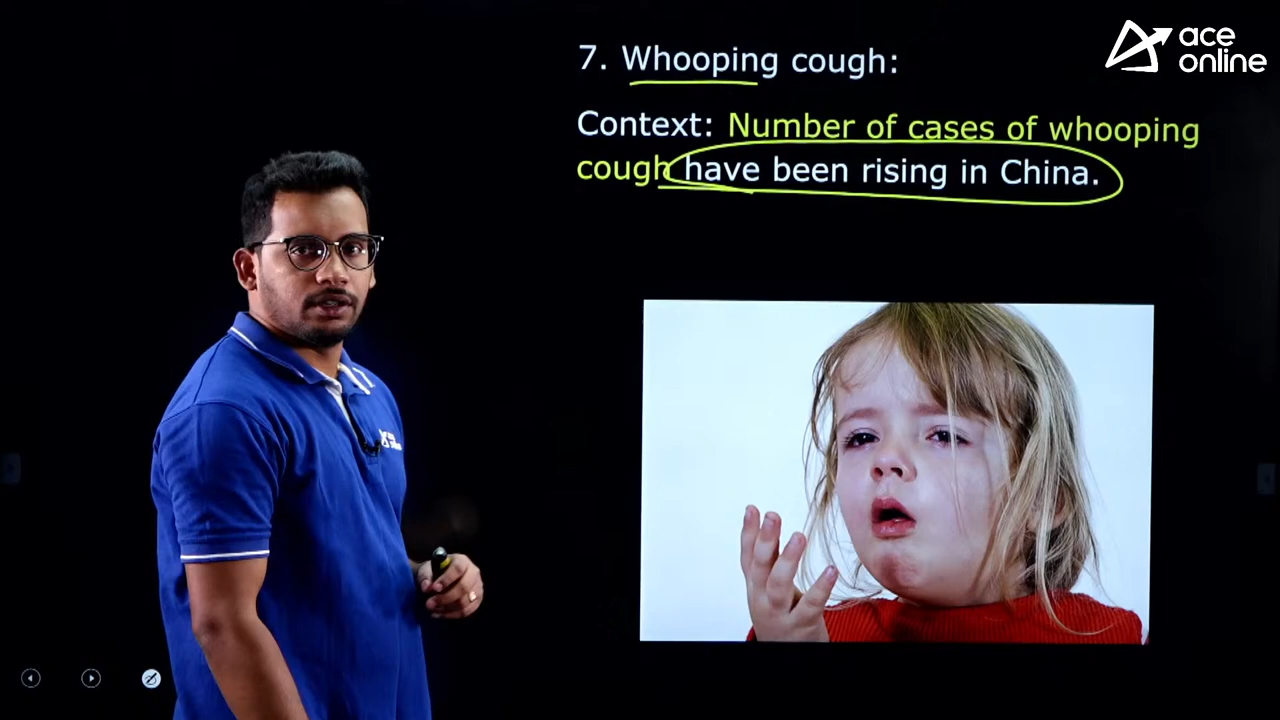 ace
online
7. Whooping cough:
Context: Number of cases of whooping
cough have been rising in China.